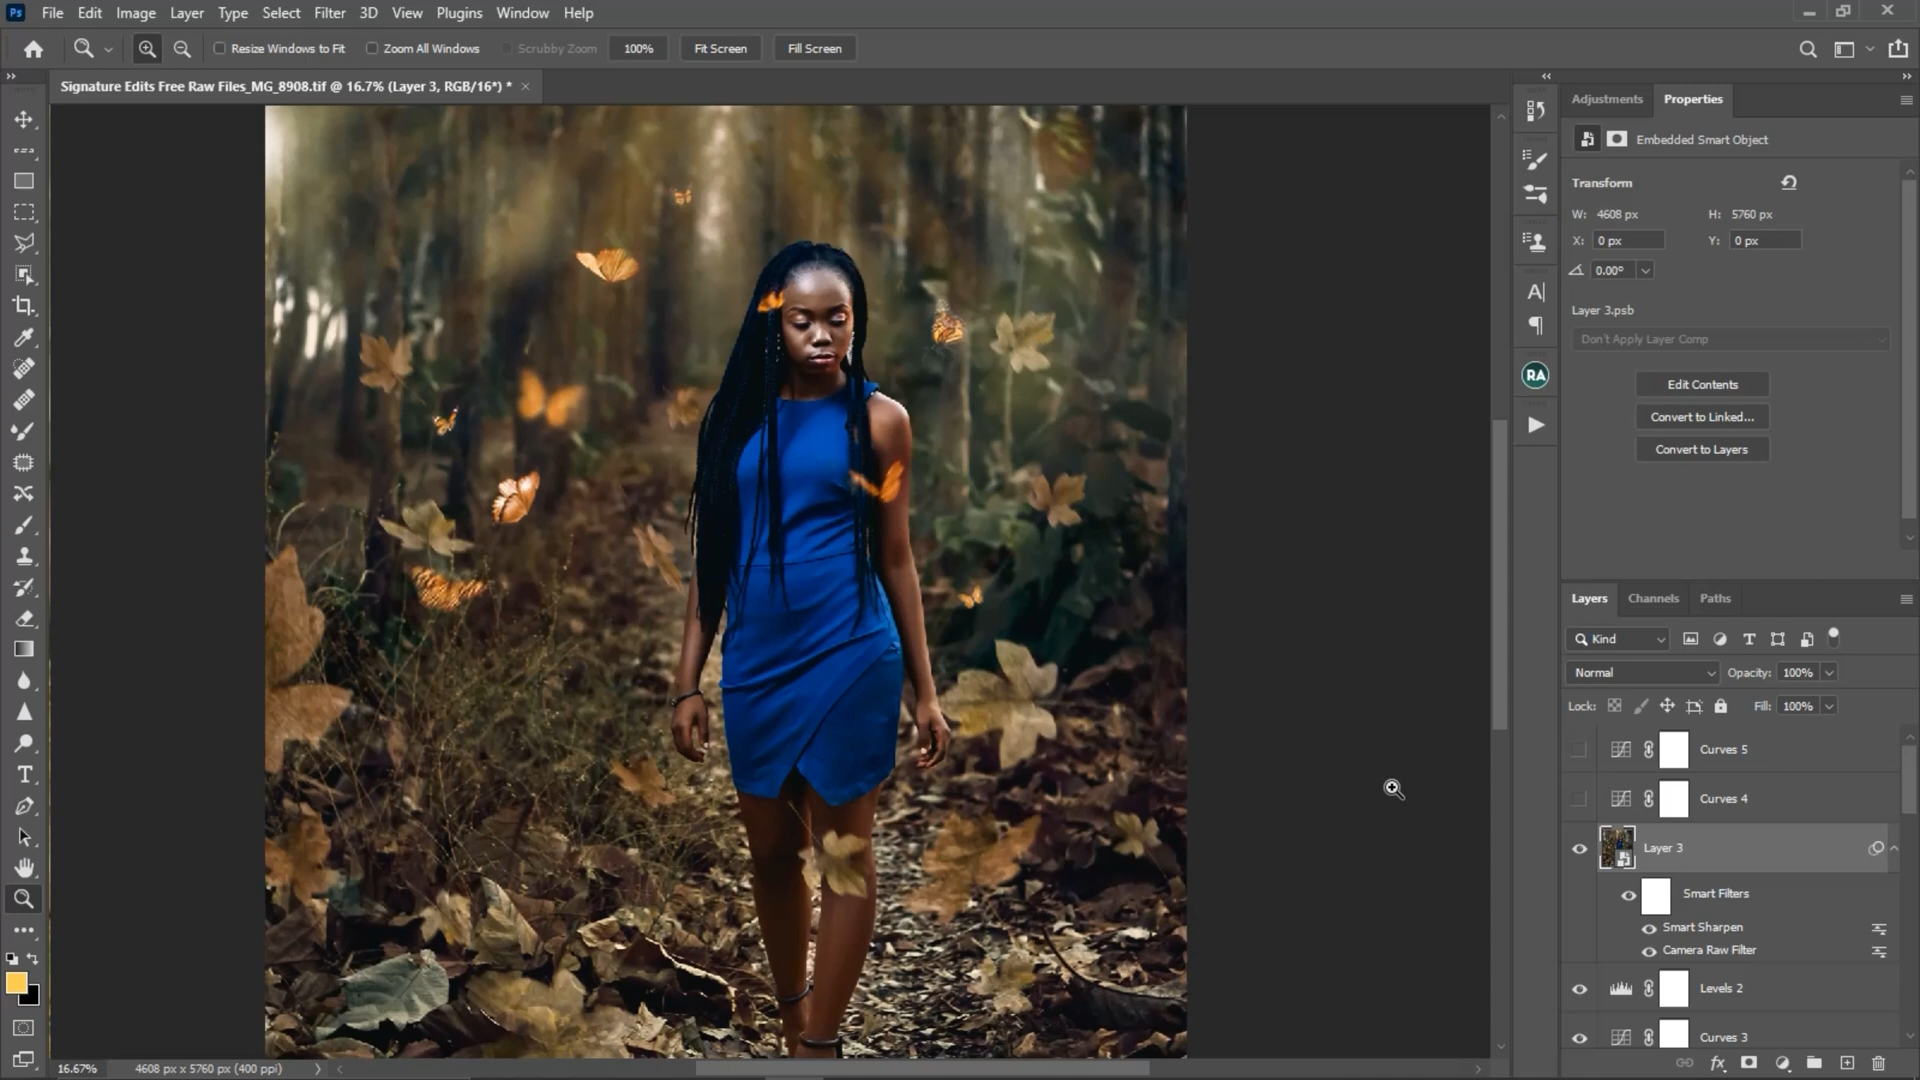 Ps File Edit Image Layer Type Select Filter 3D View Plugins Window Help
Resize Windows to Fit Zoom All Windows Scrubby Zoom 100% Fit Screen Fill Screen
Signature Edits Free Raw Files_MG_8908.tif @ 16.7% (Layer 3, RGB/16*) *
Adjustments Properties
Embedded Smart Object
Transform
W: 4608 px H: 5760 px
X: 0 px Y: 0 px
0.00°
Layer 3.psb
Don't Apply Layer Comp
RA
Edit Contents
Convert to Linked...
Convert to Layers
Layers Channels Paths
Kind
Normal Opacity: 100%
Lock: Fill: 100%
Curves 5
Curves 4
Layer 3
Smart Filters
Smart Sharpen
Camera Raw Filter
Levels 2
Curves 3
16.67% 4608 px x 5760 px (400 ppi)